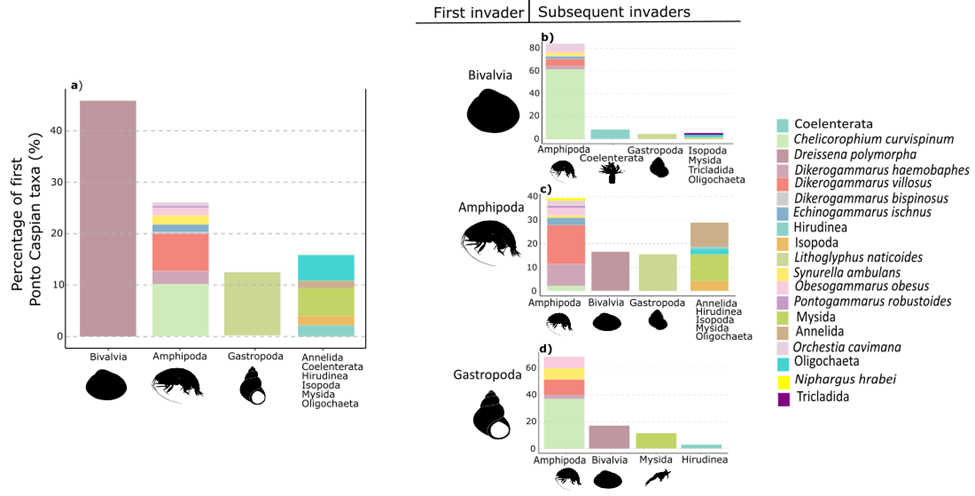 First invader
Subsequent invaders
a)
Percentage of first
Ponto Caspian taxa (%)
40
30
20
10
0
Bivalvia
Amphipoda
Gastropoda
Annelida
Coelenterata
Hirudinea
Isopoda
Mysida
Oligochaeta
Bivalvia
b)
80
60
40
20
0
Amphipoda
Coelenterata
Gastropoda
Isopoda
Mysida
Tricladida
Oligochaeta
Amphipoda
c)
40
30
20
10
0
Amphipoda
Bivalvia
Gastropoda
Annelida
Hirudinea
Isopoda
Mysida
Oligochaeta
Gastropoda
d)
60
40
20
0
Amphipoda
Bivalvia
Mysida
Hirudinea
Coelenterata
Chelicorophium curvispinum
Dreissena polymorpha
Dikerogammarus haemobaphes
Dikerogammarus villosus
Dikerogammarus bispinosus
Echinogammarus ischnus
Hirudinea
Isopoda
Lithoglyphus naticoides
Synurella ambulans
Obesogammarus obesus
Pontogammarus robustoides
Mysida
Annelida
Orchestia cavimana
Oligochaeta
Niphargus hrabei
Tricladida